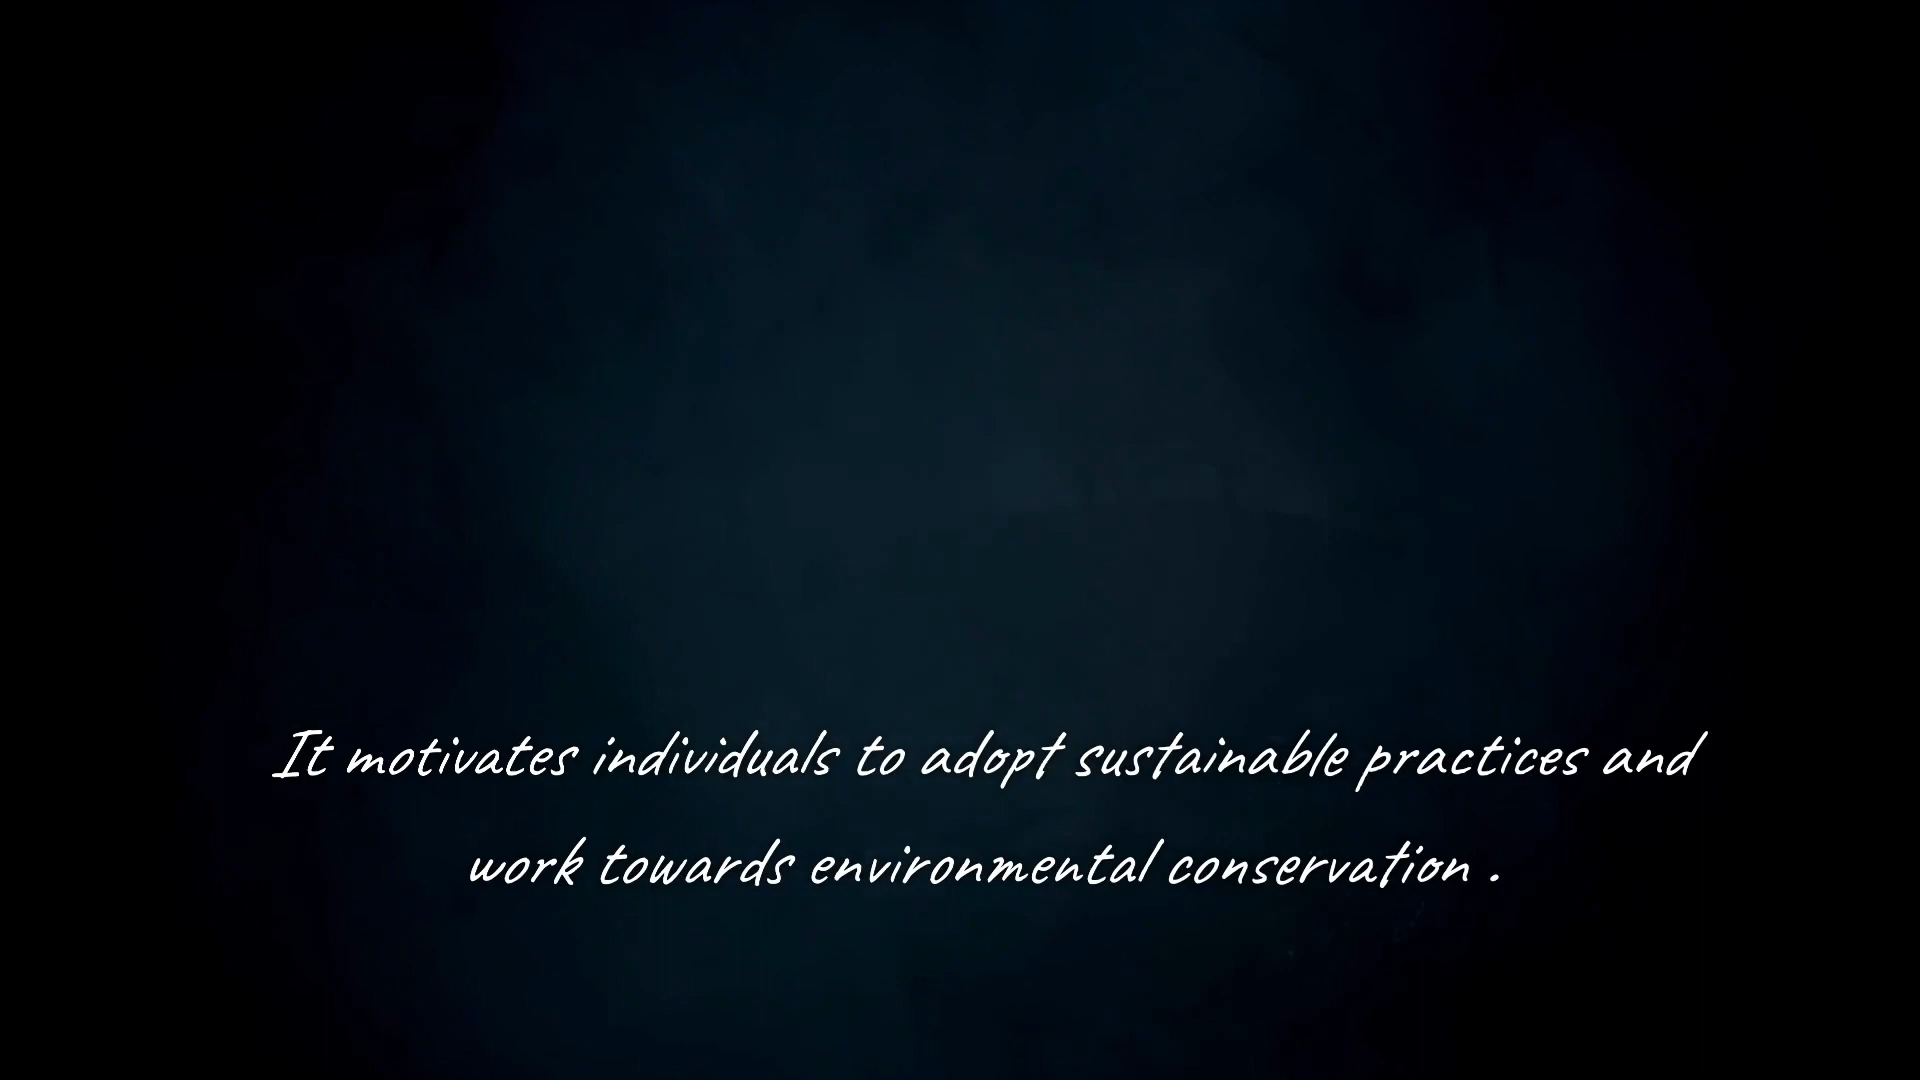 It motivates individuals to adopt sustainable practices and
work towards environmental conservation .